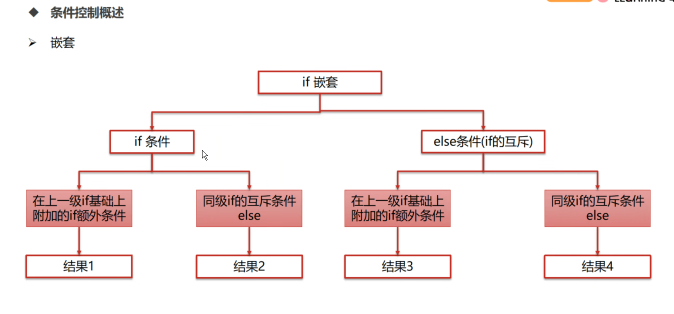 条件控制概述
嵌套
if 嵌套
if 条件
else条件(if的互斥)
在上一级if基础上
附加的if额外条件
同级if的互斥条件
else
在上一级if基础上
附加的if额外条件
同级if的互斥条件
else
结果1
结果2
结果3
结果4